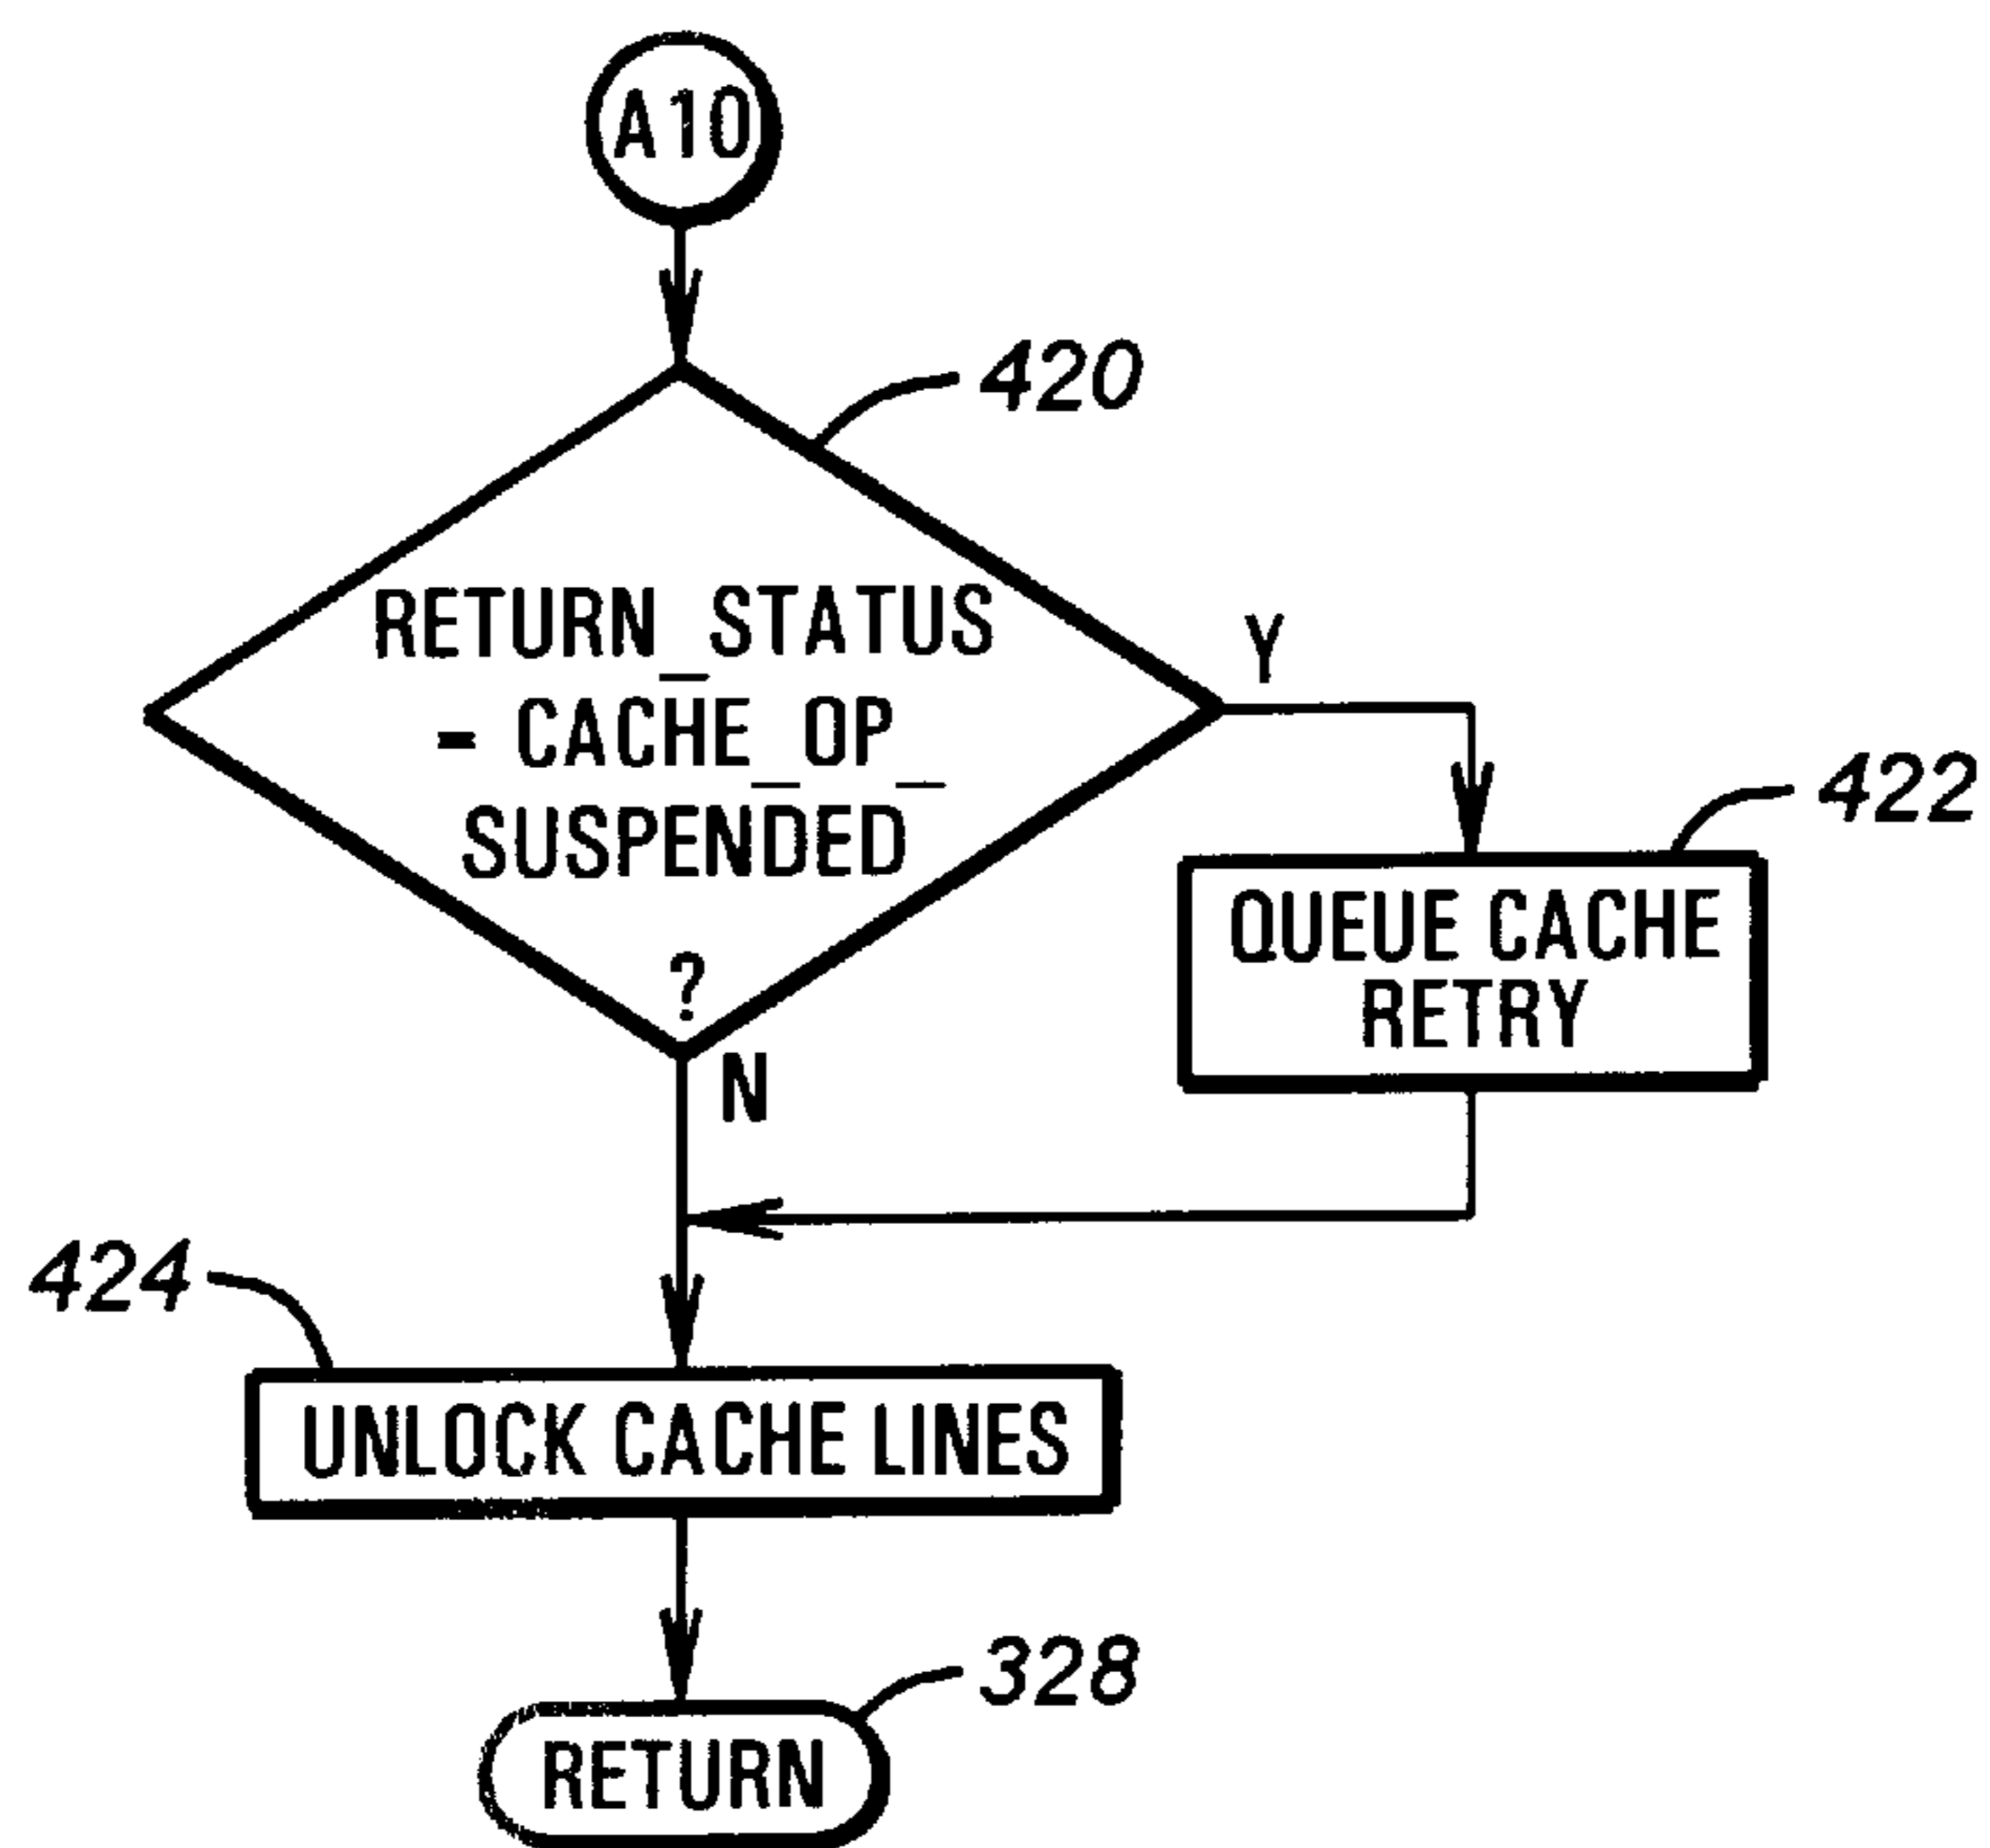 A10
420
RETURN_STATUS
= CACHE_OP_
SUSPENDED
?
Y
N
422
QUEUE CACHE
RETRY
424
UNLOCK CACHE LINES
328
RETURN